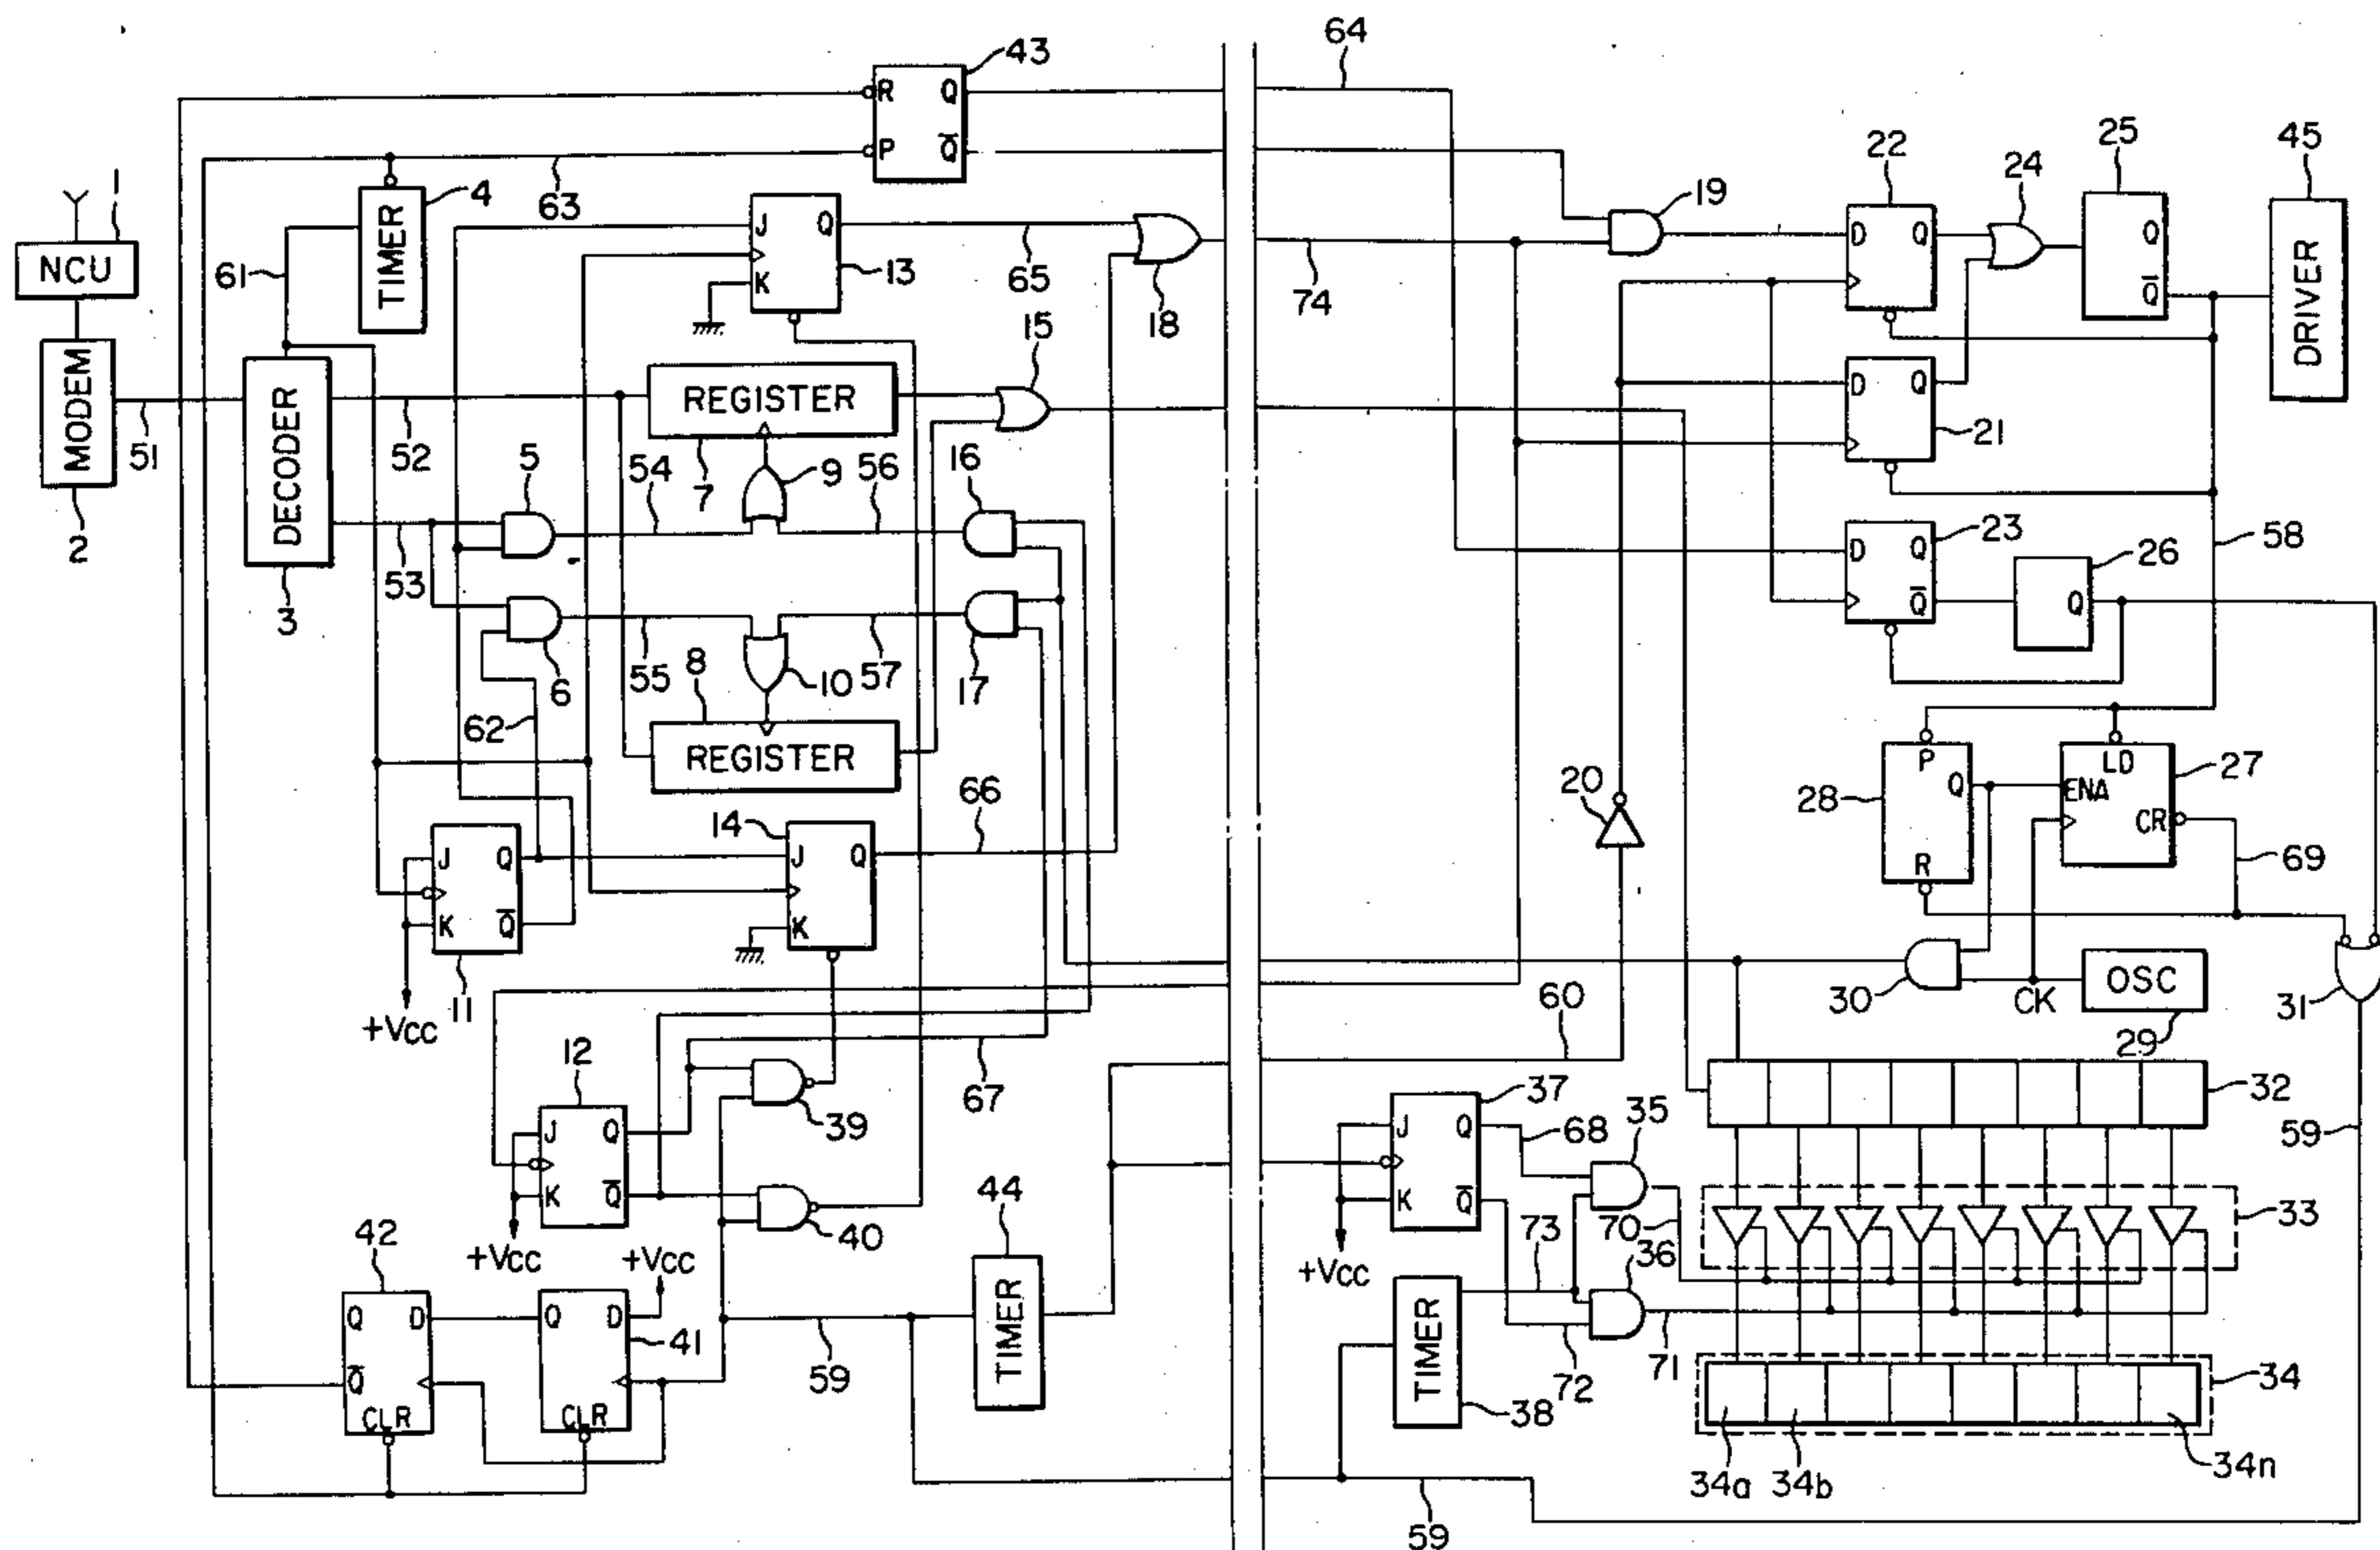 64
43
R Q
P Q̅
63
1
NCU
4
TIMER
61
MODEM
2
51
DECODER
3
52
53
J Q
K
13
65
18
74
15
REGISTER
7
5
54
9
56
16
6
55
10
57
17
8
REGISTER
62
14
66
J Q
K
J Q
K Q̅
11
+VCC
12
J Q
K Q̅
+VCC
39
67
40
42
Q D
Q̅
CLR
+VCC
Q D
41
CLR
59
44
TIMER
19
22
D Q
24
25
Q
Q̅
45
DRIVER
D Q
21
23
D Q
Q̅
26
Q
58
20
28
P
Q
R
LD
ENA
CR
27
69
30
CK
OSC
29
31
60
37
J Q
K Q̅
+VCC
68
35
70
73
36
72
71
TIMER
38
32
33
34
34a
34b
34n
59
59